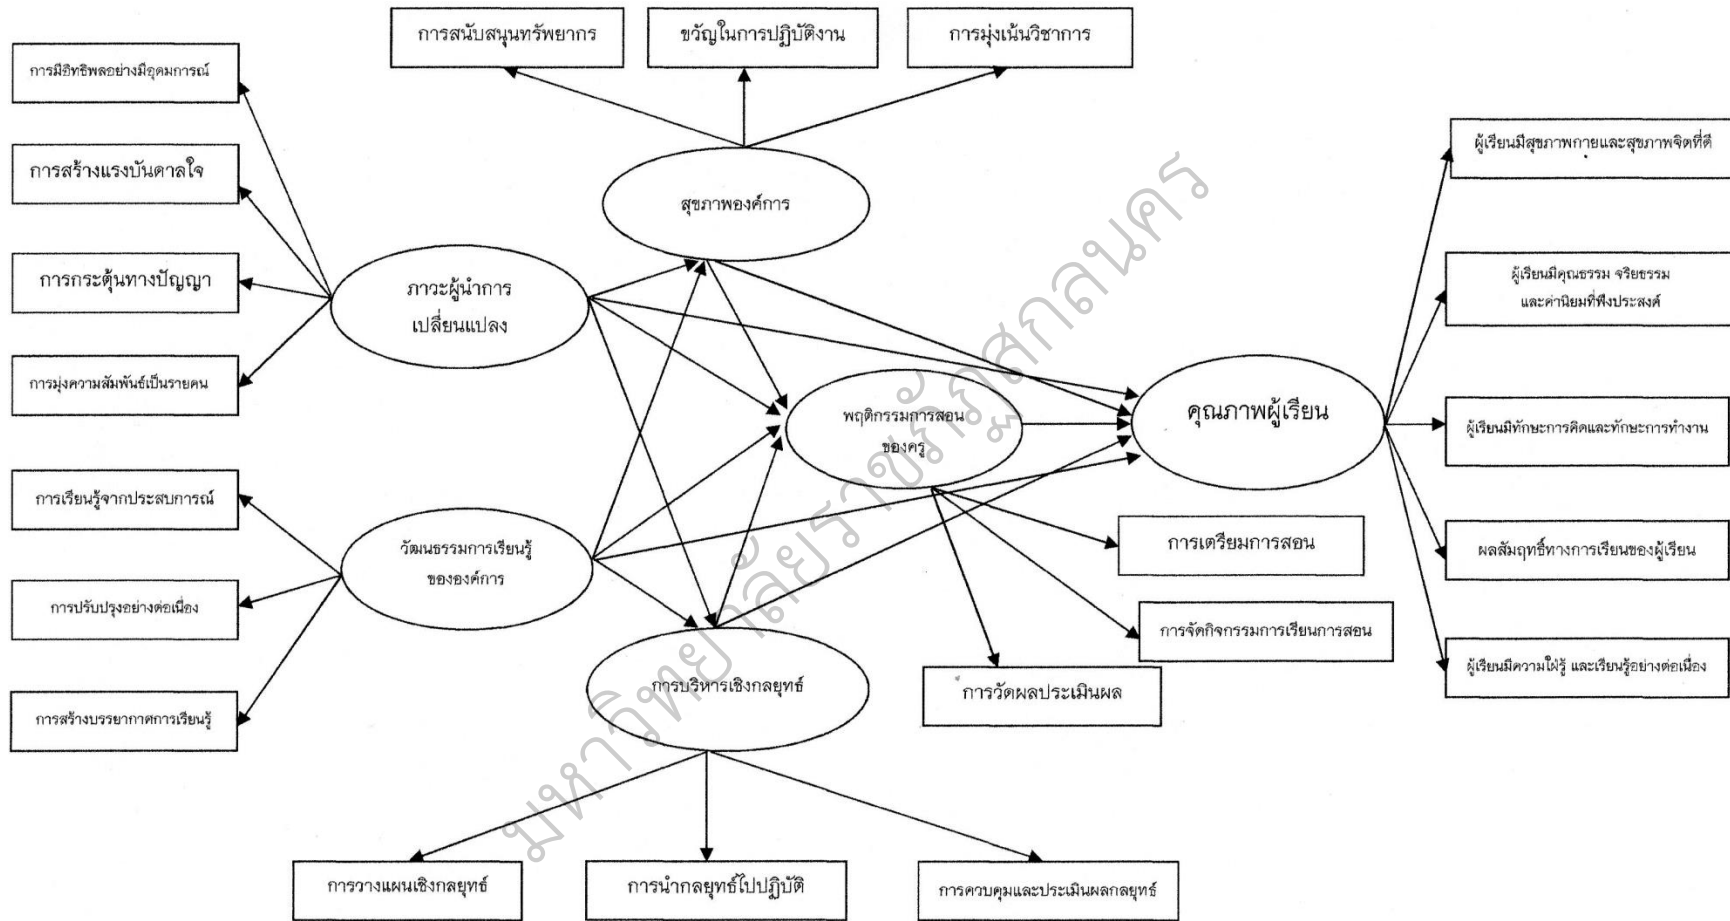 การสนับสนุนทรัพยากร
ขวัญในการปฏิบัติงาน
การมุ่งเน้นวิชาการ
การมีอิทธิพลอย่างมีอุดมการณ์
การสร้างแรงบันดาลใจ
การกระตุ้นทางปัญญา
การมุ่งความสัมพันธ์เป็นรายคน
สุขภาพองค์การ
ภาวะผู้นำการ
เปลี่ยนแปลง
ผู้เรียนมีสุขภาพกายและสุขภาพจิตที่ดี
ผู้เรียนมีคุณธรรม จริยธรรม
และค่านิยมที่พึงประสงค์
พฤติกรรมการสอน
ของครู
คุณภาพผู้เรียน
ผู้เรียนมีทักษะการคิดและทักษะการทำงาน
การเรียนรู้จากประสบการณ์
การปรับปรุงอย่างต่อเนื่อง
การสร้างบรรยากาศการเรียนรู้
วัฒนธรรมการเรียนรู้
ขององค์การ
การเตรียมการสอน
ผลสัมฤทธิ์ทางการเรียนของผู้เรียน
การจัดกิจกรรมการเรียนการสอน
ผู้เรียนมีความใฝ่รู้ และเรียนรู้อย่างต่อเนื่อง
การบริหารเชิงกลยุทธ์
การวัดผลประเมินผล
การวางแผนเชิงกลยุทธ์
การนำกลยุทธ์ไปปฏิบัติ
การควบคุมและประเมินผลกลยุทธ์
มหาวิทยาลัยราชภัฏสกลนคร